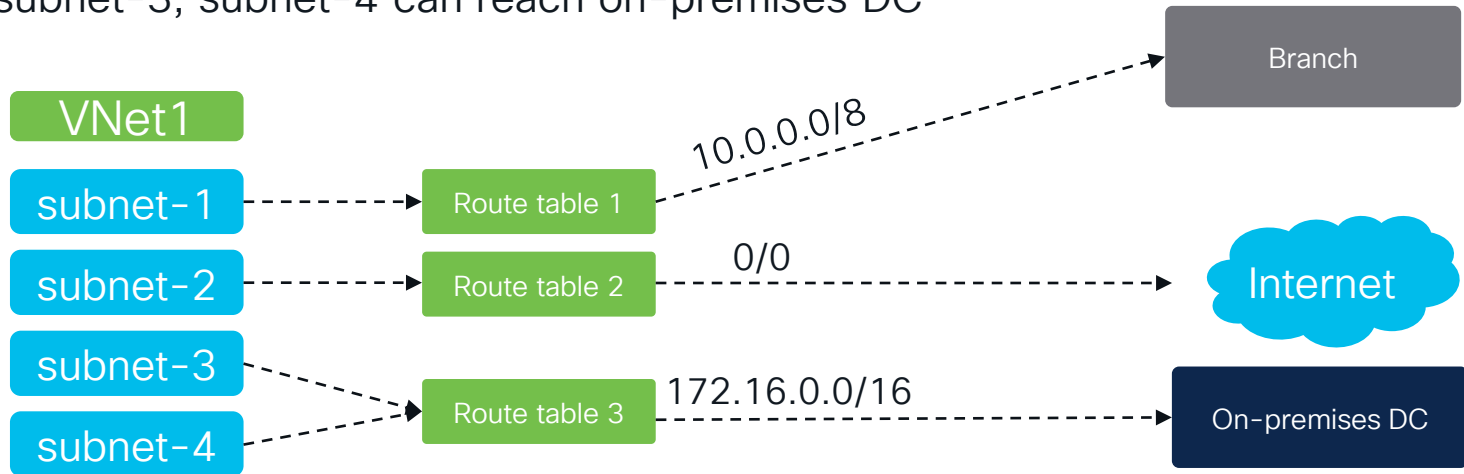 subnet-3, subnet-4 can reach on-premises DC
Branch
VNet1
10.0.0.0/8
subnet-1
Route table 1
0/0
subnet-2
Route table 2
Internet
subnet-3
172.16.0.0/16
Route table 3
On-premises DC
subnet-4